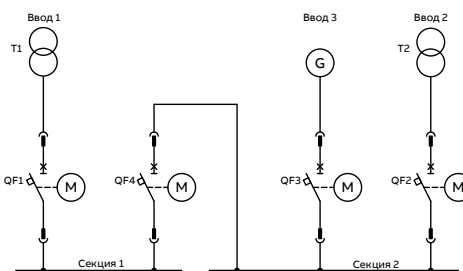 Ввод 1
Ввод 3
Ввод 2
T1
G
T2
QF1
M
QF4
M
QF3
M
QF2
M
Секция 1
Секция 2